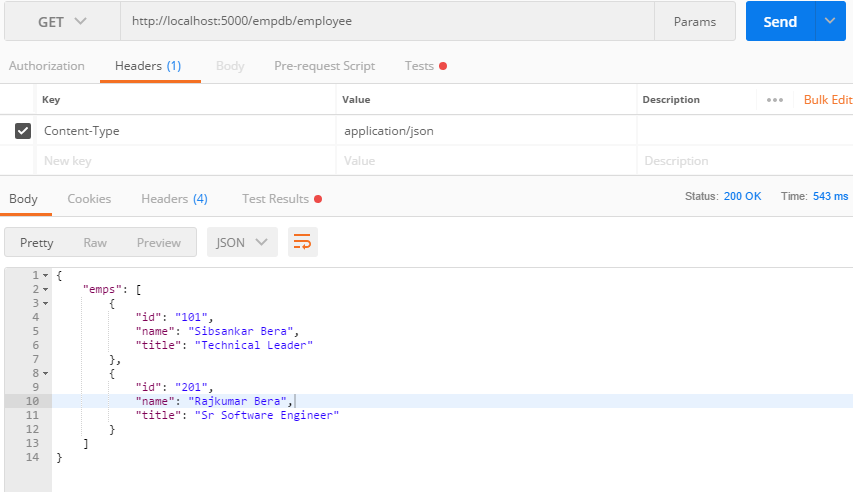 GET http://localhost:5000/empdb/employee Params Send
Authorization Headers (1) Body Pre-request Script Tests
Key Value Description ••• Bulk Edit
Content-Type application/json
New key Value Description
Body Cookies Headers (4) Test Results Status: 200 OK Time: 543 ms
Pretty Raw Preview JSON
1 {
2 "emps": [
3 {
4 "id": "101",
5 "name": "Sibsankar Bera",
6 "title": "Technical Leader"
7 },
8 {
9 "id": "201",
10 "name": "Rajkumar Bera",
11 "title": "Sr Software Engineer"
12 }
13 ]
14 }